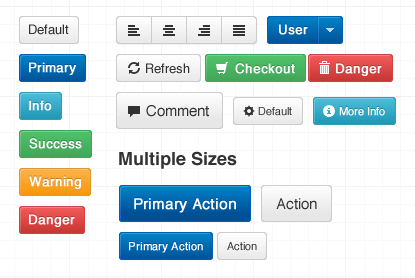 Default
User
Primary
Refresh
Checkout
Danger
Info
Comment
Default
More Info
Success
Multiple Sizes
Warning
Primary Action
Action
Danger
Primary Action
Action